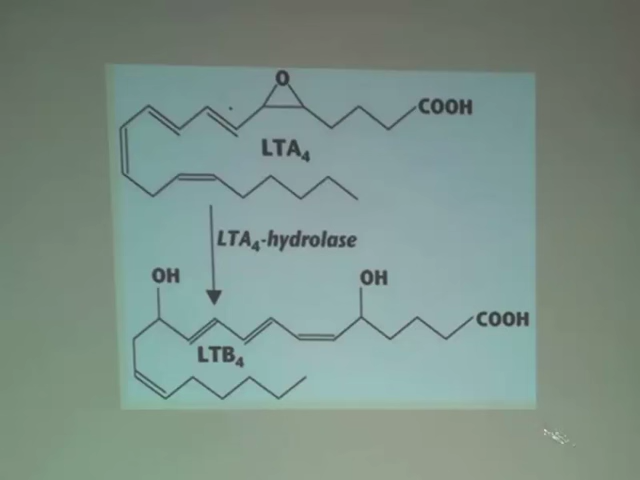 O
COOH
LTA₄
LTA₄-hydrolase
OH
OH
COOH
LTB₄